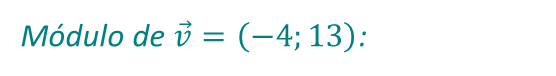 Módulo de v⃗ = (−4; 13):